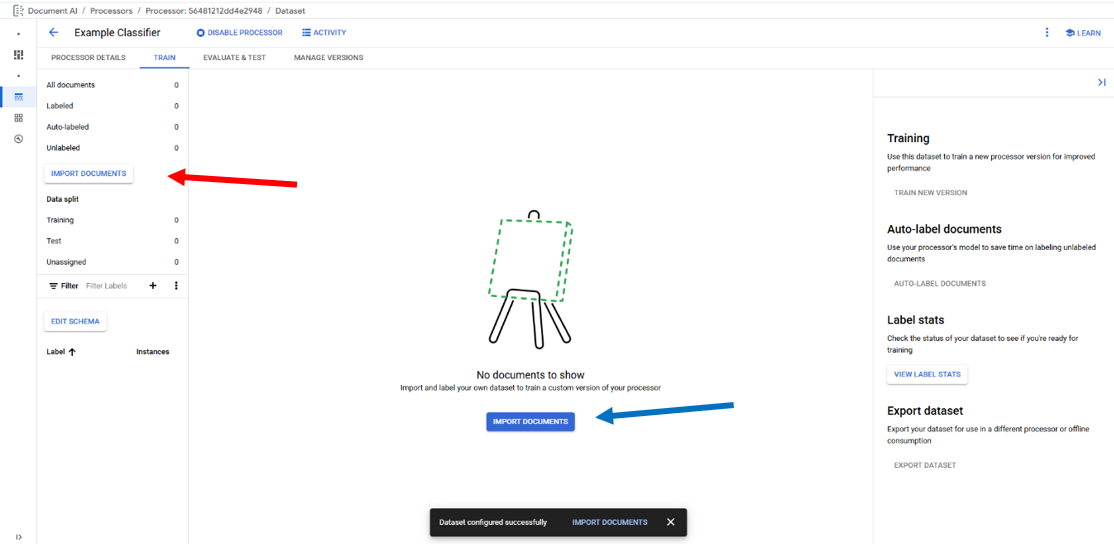 Document AI / Processors / Processor: 56481212dd4e2948 / Dataset
Example Classifier
DISABLE PROCESSOR
ACTIVITY
LEARN
PROCESSOR DETAILS
TRAIN
EVALUATE & TEST
MANAGE VERSIONS
All documents 0
Labeled 0
Auto-labeled 0
Unlabeled 0
IMPORT DOCUMENTS
Data split
Training 0
Test 0
Unassigned 0
Filter Filter Labels
EDIT SCHEMA
Label Instances
No documents to show
Import and label your own dataset to train a custom version of your processor
IMPORT DOCUMENTS
Dataset configured successfully IMPORT DOCUMENTS
Training
Use this dataset to train a new processor version for improved
performance
TRAIN NEW VERSION
Auto-label documents
Use your processor's model to save time on labeling unlabeled
documents
AUTO-LABEL DOCUMENTS
Label stats
Check the status of your dataset to see if you're ready for
training
VIEW LABEL STATS
Export dataset
Export your dataset for use in a different processor or offline
consumption
EXPORT DATASET